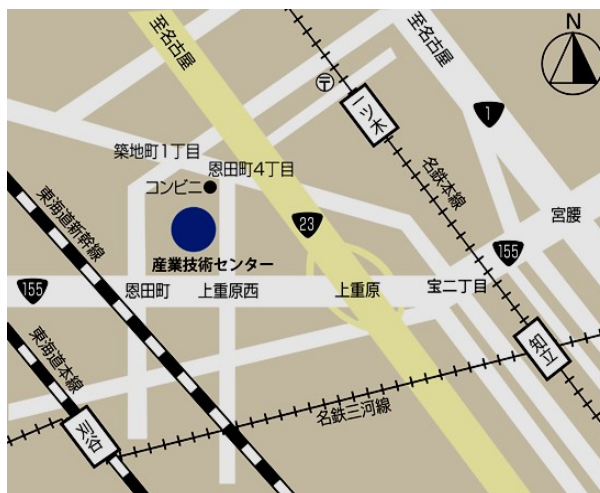 至名古屋
至名古屋
N
〒
一ツ木
1
築地町1丁目
恩田町4丁目
コンビニ
名鉄本線
東海道新幹線
23
宮腰
155
産業技術センター
155
恩田町
上重原西
上重原
宝二丁目
知立
東海道本線
名鉄三河線
刈谷